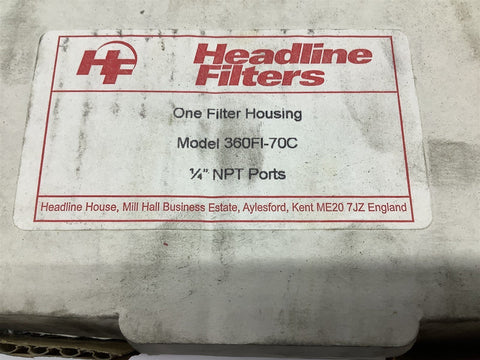 HF
Headline
Filters
One Filter Housing
Model 360FI-70C
¼" NPT Ports
Headline House, Mill Hall Business Estate, Aylesford, Kent ME20 7JZ England